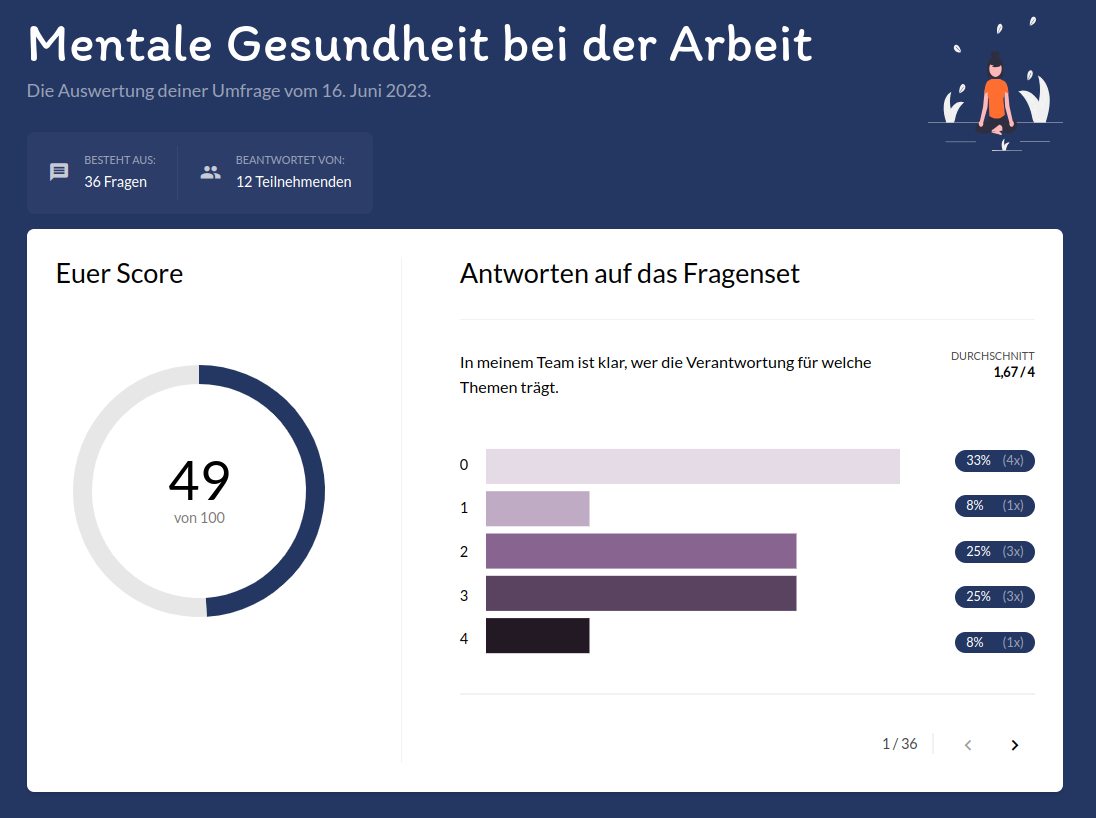 Mentale Gesundheit bei der Arbeit
Die Auswertung deiner Umfrage vom 16. Juni 2023.
BESTEHT AUS:
36 Fragen
BEANTWORTET VON:
12 Teilnehmenden
Euer Score
49
von 100
Antworten auf das Fragenset
In meinem Team ist klar, wer die Verantwortung für welche
Themen trägt.
DURCHSCHNITT
1,67 / 4
0 33% (4x)
1 8% (1x)
2 25% (3x)
3 25% (3x)
4 8% (1x)
1 / 36